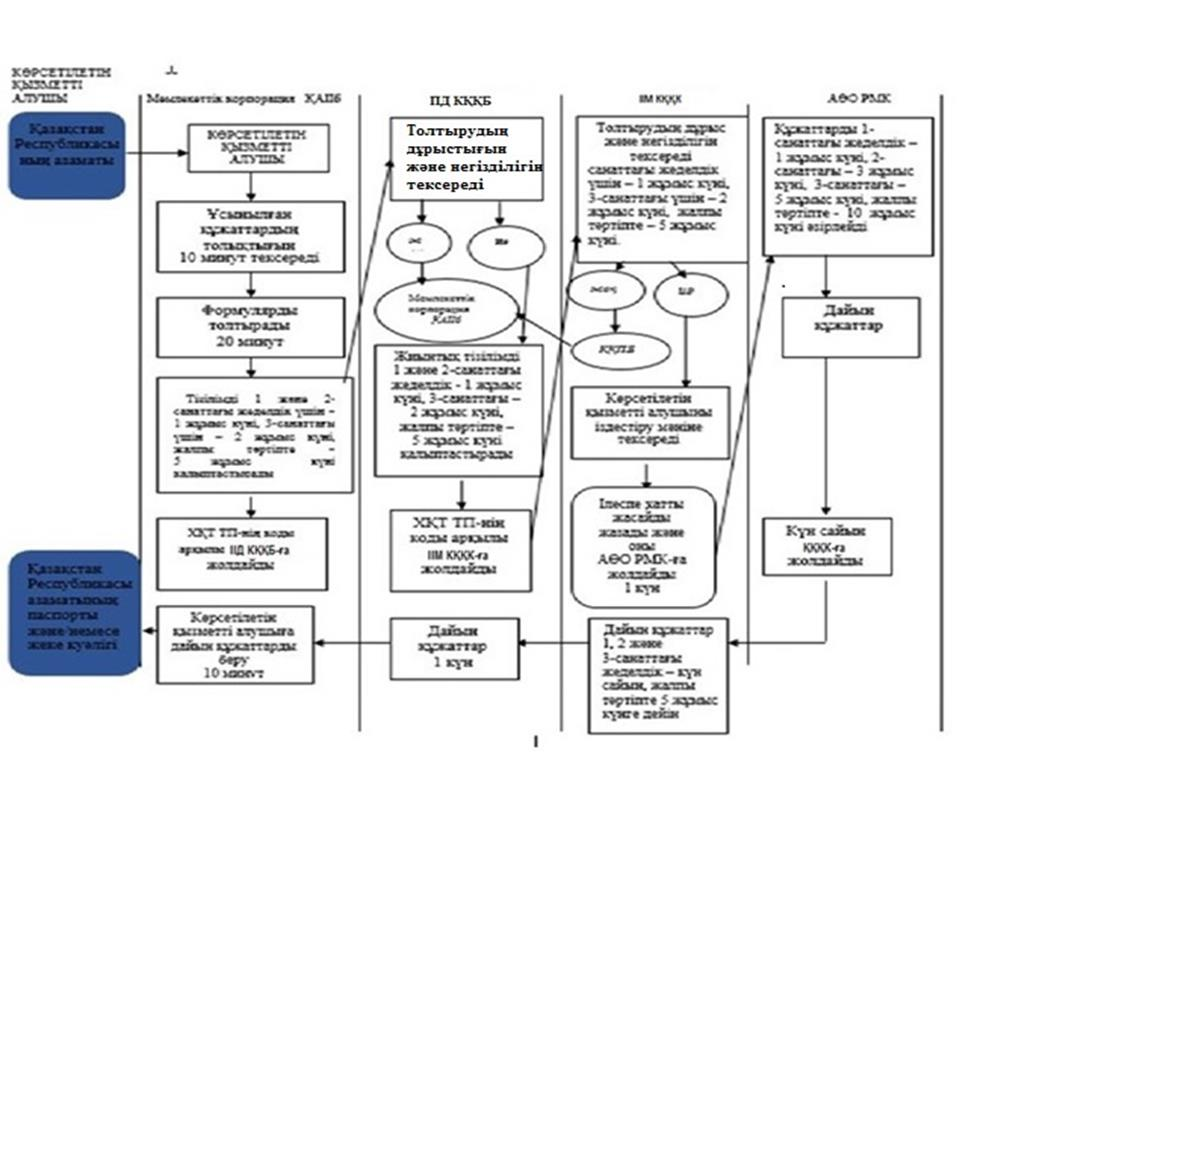 КӨРСЕТІЛЕТІН
ҚЫЗМЕТТІ
АЛУШЫ
Мемлекеттік корпорация ҚАПб
ПД КҚҚБ
ІІМ КҚҚК
АӨО РМК
Қазақстан
Республикасы
ның азаматы
КӨРСЕТІЛЕТІН
ҚЫЗМЕТТІ
АЛУШЫ
Ұсынылған
құжаттардың
толықтығын
10 минут тексереді
Формулярды
толтырады
20 минут
Тізілімді 1 және 2-
санаттағы жеделдік үшін –
1 жұмыс күні, 3-санаттағы
үшін – 2 жұмыс күні,
жалпы тәртіпте –
5 жұмыс күні
қалыптастырады
ХҚТ ТП-нің коды
арқылы ПД КҚҚБ-ға
жолдайды
Қазақстан
Республикасы
азаматының
паспорты
және/немесе
жеке куәлігі
Көрсетілетін
қызметті алушыға
дайын құжаттарды
беру
10 минут
Толтырудың
дұрыстығын
және негізділігін
тексереді
Мемлекеттік
корпорация
ҚАПб
Жиынтық тізілімді
1 және 2-санаттағы
жеделдік - 1 жұмыс
күні, 3-санаттағы –
2 жұмыс күні,
жалпы тәртіпте –
5 жұмыс күні
қалыптастырады
ХҚТ ТП-нің
коды арқылы
ІІМ КҚҚК-ға
жолдайды
Дайын
құжаттар
1 күн
Толтырудың дұрыс
және негізділігін
тексереді
санаттағы жеделдік
үшін – 1 жұмыс күні,
3-санаттағы үшін – 2
жұмыс күні, жалпы
тәртіпте – 5 жұмыс
күні.
Көрсетілетін
қызметті алушыны
іздестіру мәніне
тексереді
Ілеспе хатты
жасайды
жазады және
оны
АӨО РМК-ға
жолдайды
1 күн
Дайын құжаттар
1, 2 және
3-санаттағы
жеделдік – күн
сайын, жалпы
тәртіпте 5 жұмыс
күнге дейін
Құжаттарды 1-
санаттағы жеделдік –
1 жұмыс күні, 2-
санаттағы – 3 жұмыс
күні, 3-санаттағы –
5 жұмыс күні, жалпы
тәртіпте - 10 жұмыс
күні әзірлейді
Дайын
құжаттар
Күн сайын
ҚҚҚК-ға
жолдайды